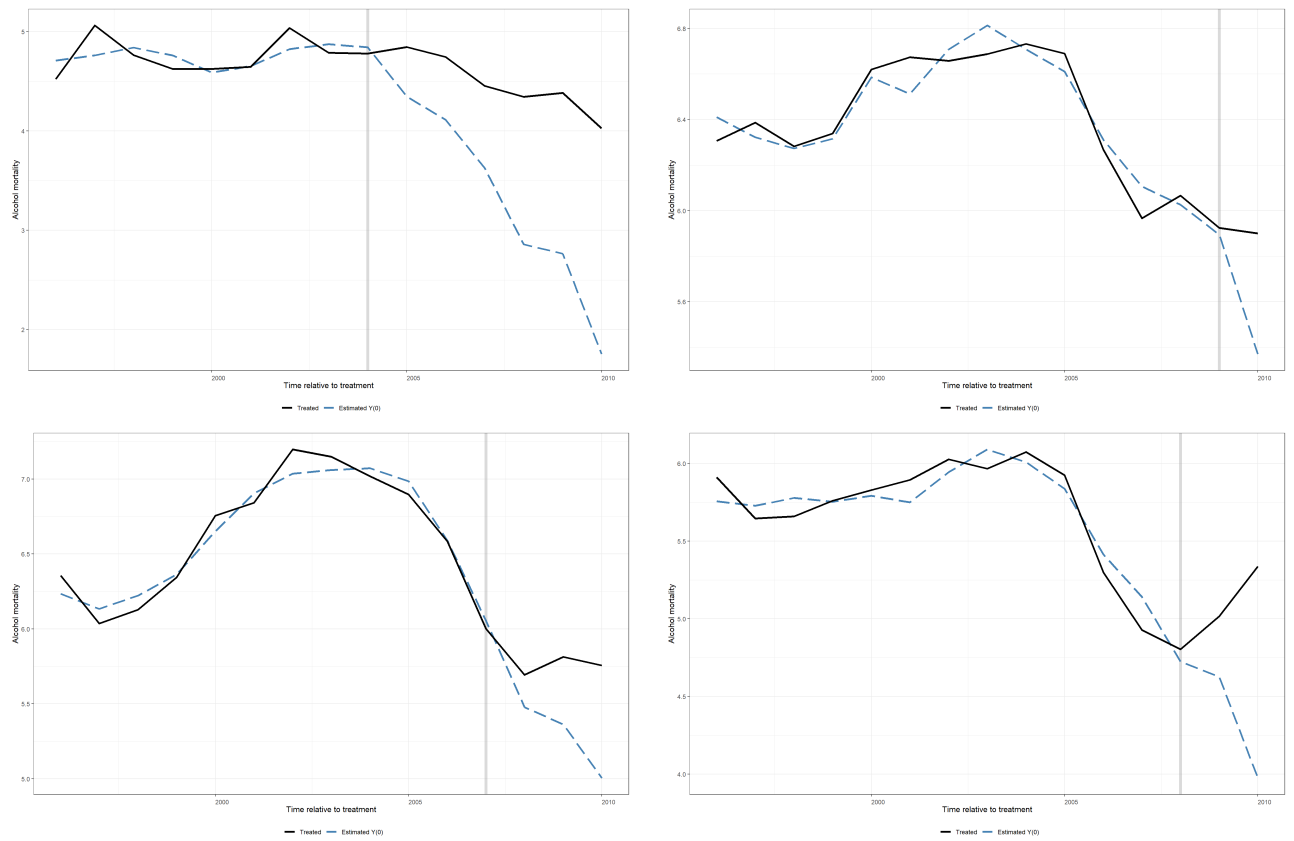 Alcohol mortality
5
4
3
2
2000
2005
2010
Time relative to treatment
Treated
Estimated Y(0)
Alcohol mortality
6.8
6.4
6.0
5.6
2000
2005
2010
Time relative to treatment
Treated
Estimated Y(0)
Alcohol mortality
7.0
6.5
6.0
5.5
5.0
2000
2005
2010
Time relative to treatment
Treated
Estimated Y(0)
Alcohol mortality
6.0
5.5
5.0
4.5
4.0
2000
2005
2010
Time relative to treatment
Treated
Estimated Y(0)